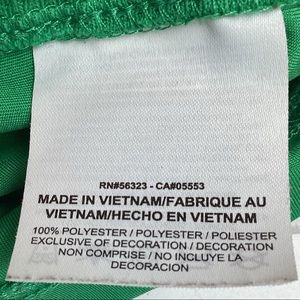 RN#56323 - CA#05553
MADE IN VIETNAM/FABRIQUE AU
VIETNAM/HECHO EN VIETNAM
100% POLYESTER / POLYESTER / POLIESTER
EXCLUSIVE OF DECORATION / DECORATION
NON COMPRISE / NO INCLUYE LA
DECORACION